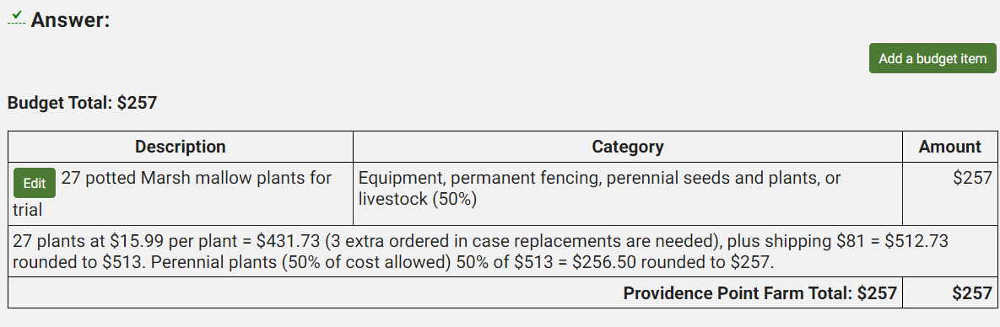 Answer:
Add a budget item
Budget Total: $257
Description Category Amount
Edit 27 potted Marsh mallow plants for
trial
Equipment, permanent fencing, perennial seeds and plants, or
livestock (50%)
$257
27 plants at $15.99 per plant = $431.73 (3 extra ordered in case replacements are needed), plus shipping $81 = $512.73
rounded to $513. Perennial plants (50% of cost allowed) 50% of $513 = $256.50 rounded to $257.
Providence Point Farm Total: $257 $257